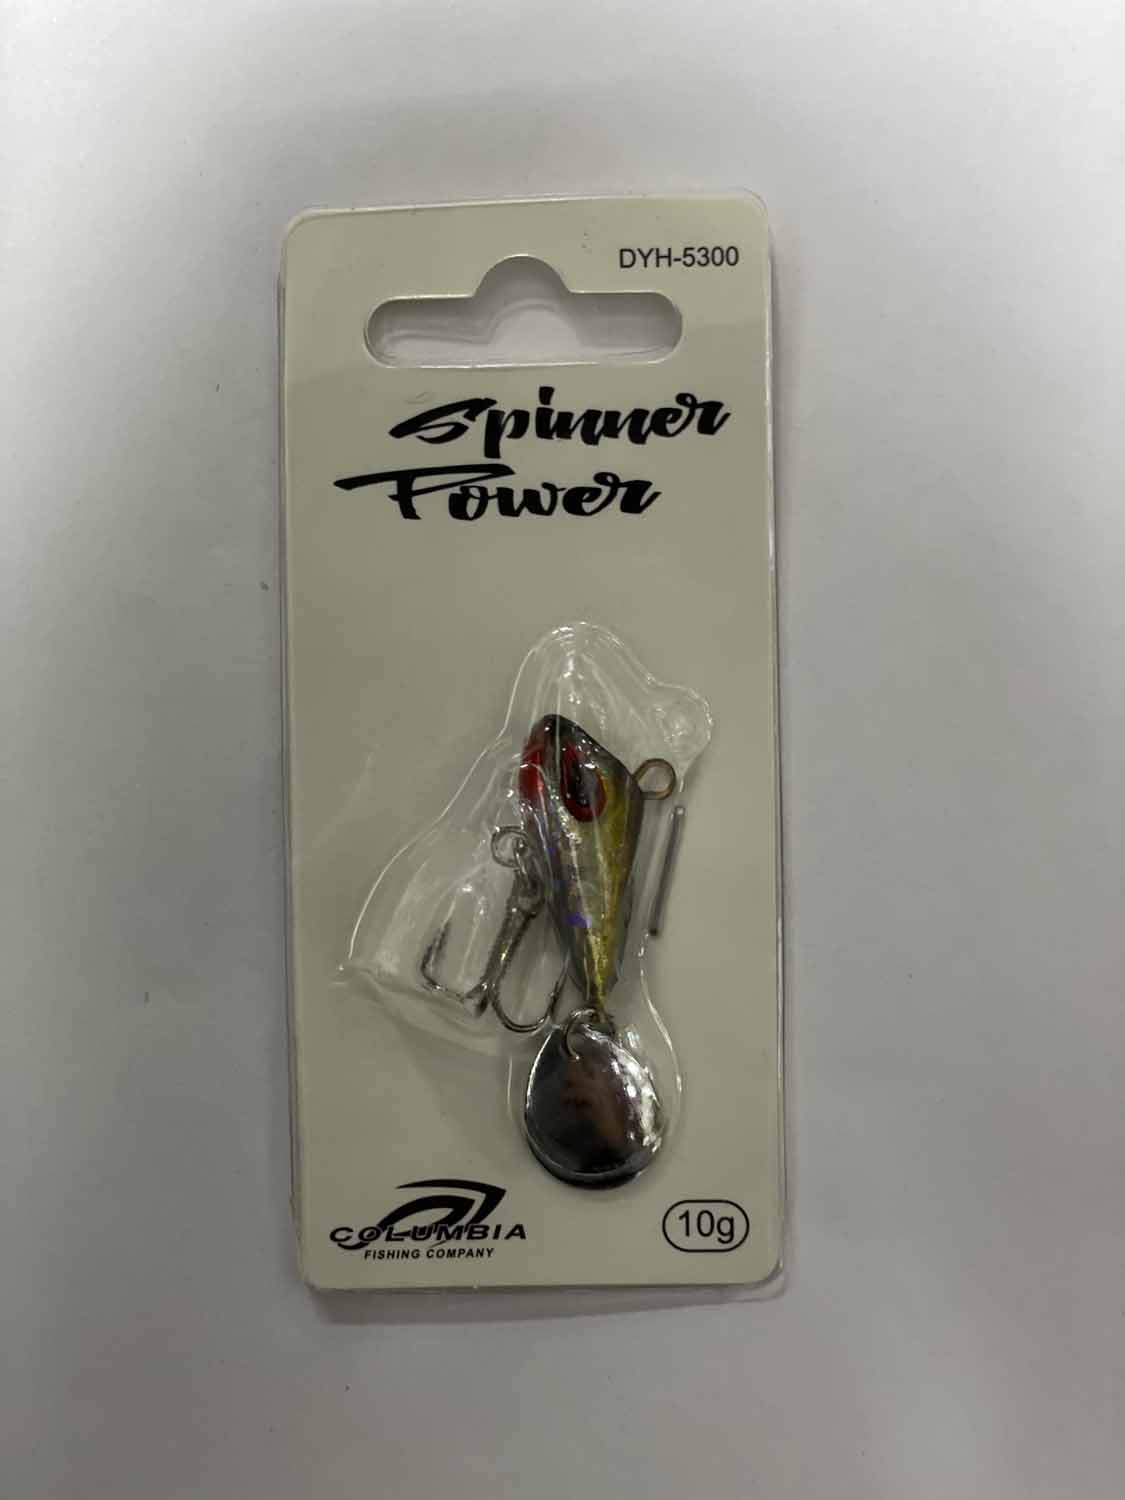 DYH-5300
Spinner
Power
COLUMBIA
FISHING COMPANY
10g